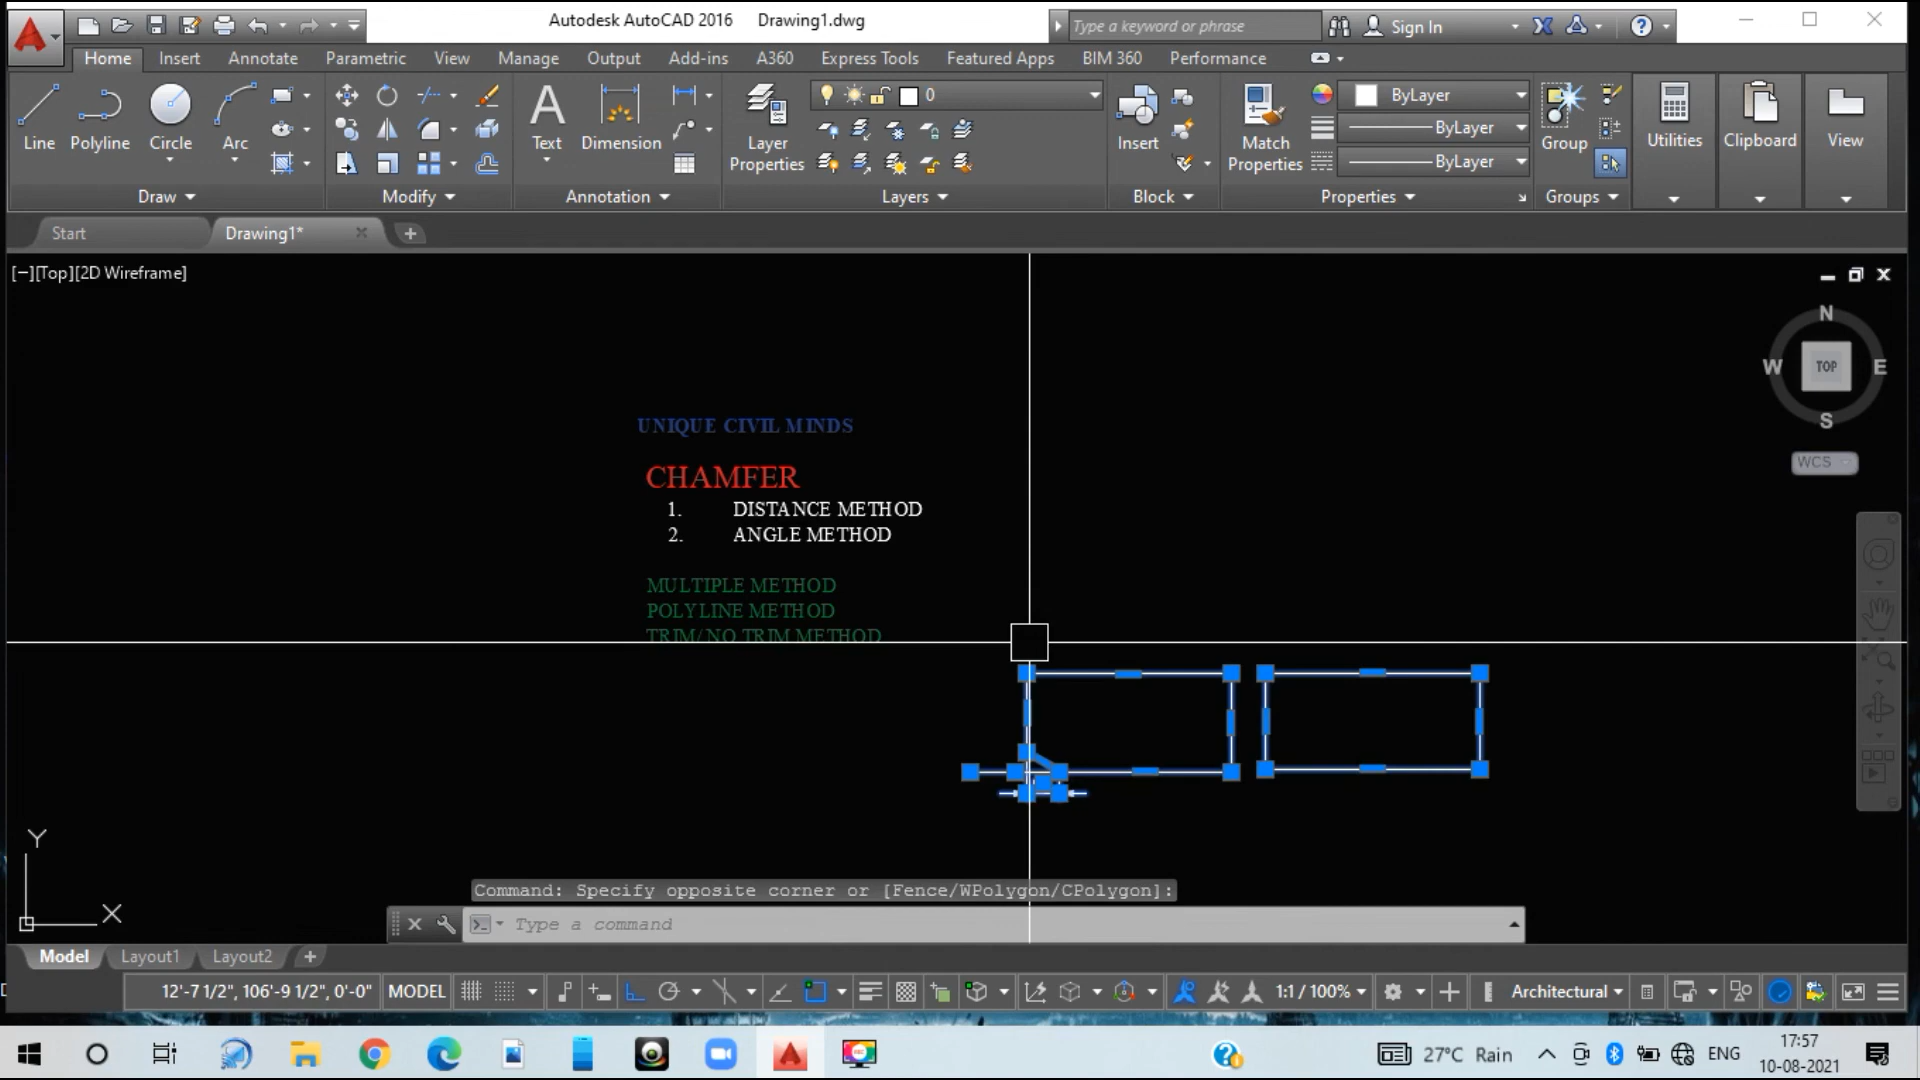 Autodesk AutoCAD 2016 Drawing1.dwg
Type a keyword or phrase
Sign In
Home Insert Annotate Parametric View Manage Output Add-ins A360 Express Tools Featured Apps BIM 360 Performance
0
ByLayer
ByLayer
ByLayer
Line Polyline Circle Arc
Text Dimension
Layer Properties
Insert
Match Properties
Group
Utilities Clipboard View
Draw Modify Annotation Layers Block Properties Groups
Start Drawing1*
[−][Top][2D Wireframe]
N
W TOP E
S
WCS
UNIQUE CIVIL MINDS
CHAMFER
1. DISTANCE METHOD
2. ANGLE METHOD
MULTIPLE METHOD
POLYLINE METHOD
TRIM/NO TRIM METHOD
Y
X
Command: Specify opposite corner or [Fence/WPolygon/CPolygon]:
Type a command
Model Layout1 Layout2
12'-7 1/2", 106'-9 1/2", 0'-0" MODEL 1:1 / 100% Architectural
27°C Rain ENG 17:57
10-08-2021